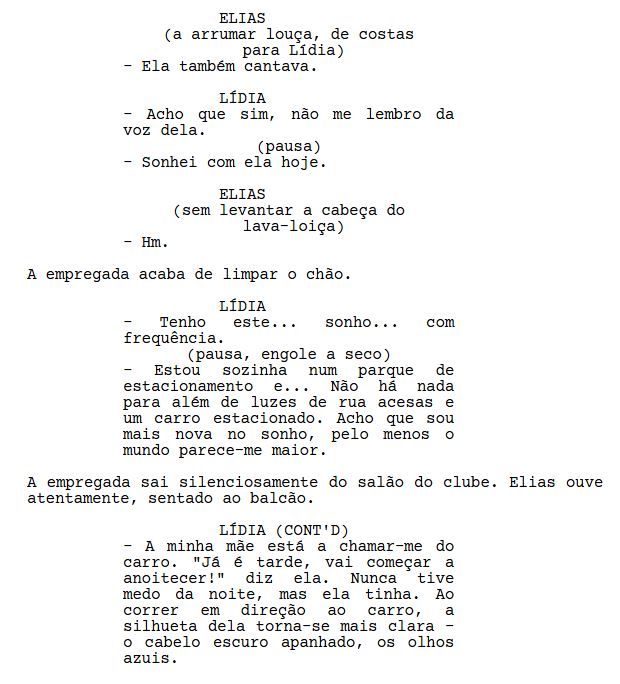 ELIAS
(a arrumar louça, de costas
para Lídia)
- Ela também cantava.
LÍDIA
- Acho que sim, não me lembro da
voz dela.
(pausa)
- Sonhei com ela hoje.
ELIAS
(sem levantar a cabeça do
lava-loiça)
- Hm.
A empregada acaba de limpar o chão.
LÍDIA
- Tenho este... sonho... com
frequência.
(pausa, engole a seco)
- Estou sozinha num parque de
estacionamento e... Não há nada
para além de luzes de rua acesas e
um carro estacionado. Acho que sou
mais nova no sonho, pelo menos o
mundo parece-me maior.
A empregada sai silenciosamente do salão do clube. Elias ouve
atentamente, sentado ao balcão.
LÍDIA (CONT'D)
- A minha mãe está a chamar-me do
carro. "Já é tarde, vai começar a
anoitecer!" diz ela. Nunca tive
medo da noite, mas ela tinha. Ao
correr em direção ao carro, a
silhueta dela torna-se mais clara -
o cabelo escuro apanhado, os olhos
azuis.